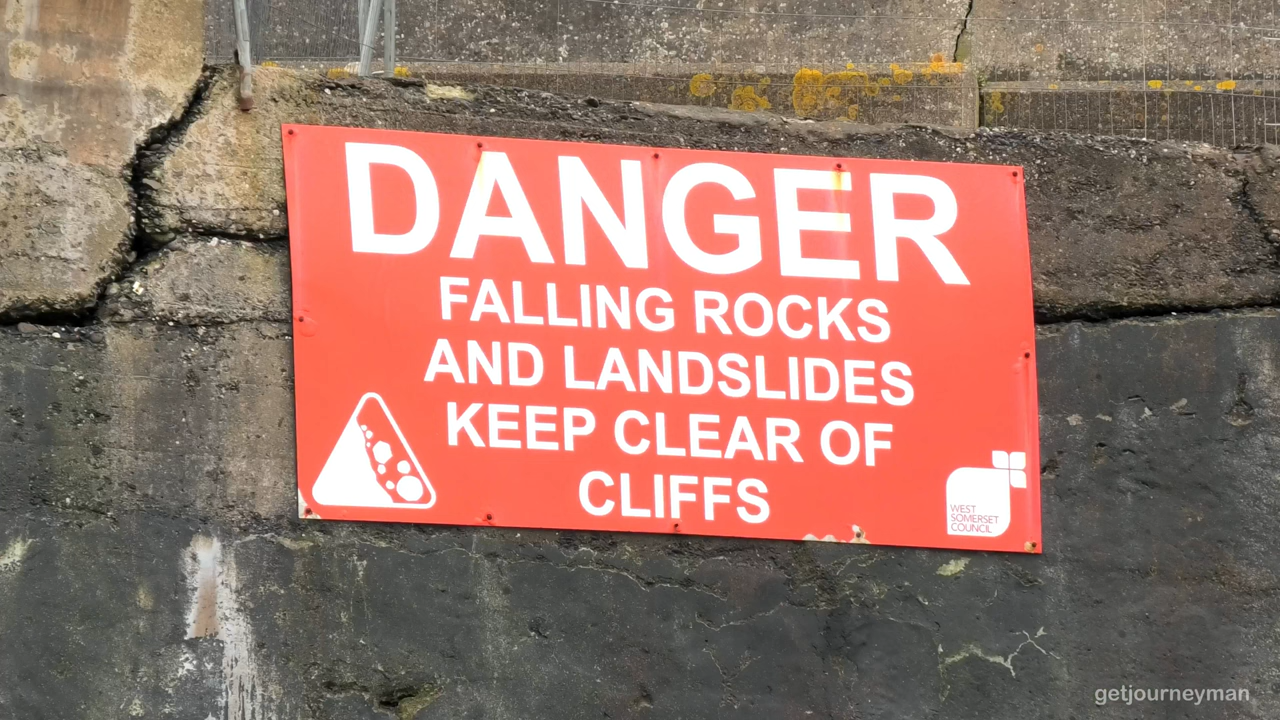 DANGER
FALLING ROCKS
AND LANDSLIDES
KEEP CLEAR OF
CLIFFS
WEST
SOMERSET
COUNCIL
getjourneyman